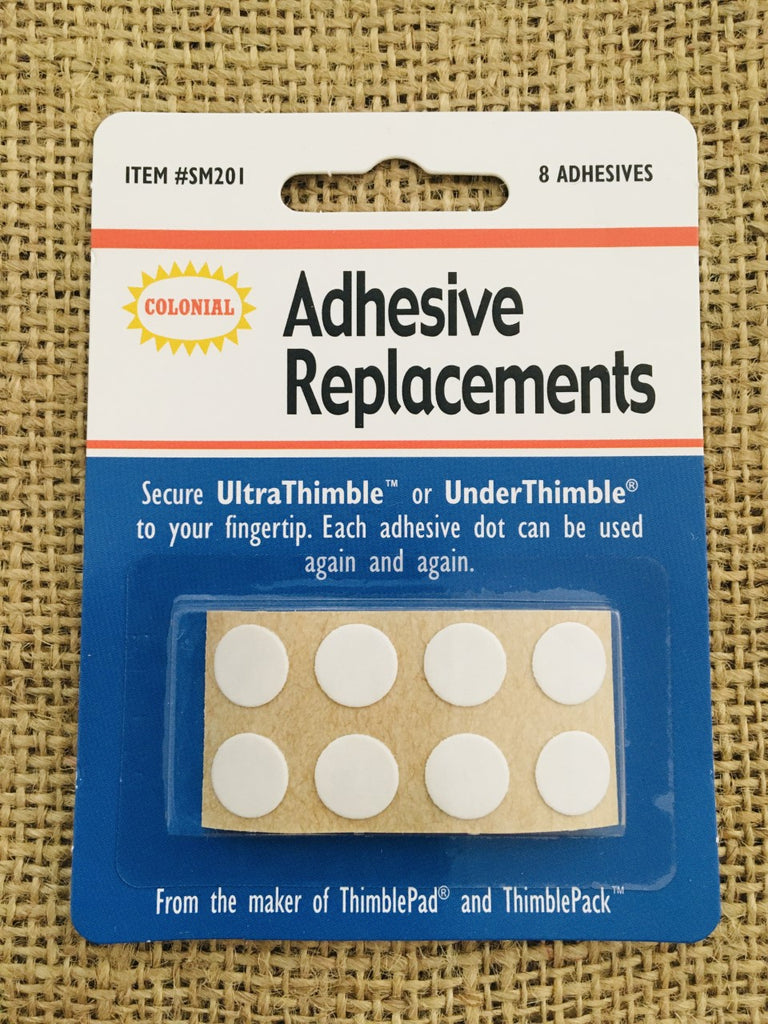 ITEM #SM201
8 ADHESIVES
COLONIAL
Adhesive
Replacements
Secure UltraThimble™ or UnderThimble®
to your fingertip. Each adhesive dot can be used
again and again.
From the maker of ThimblePad® and ThimblePack™